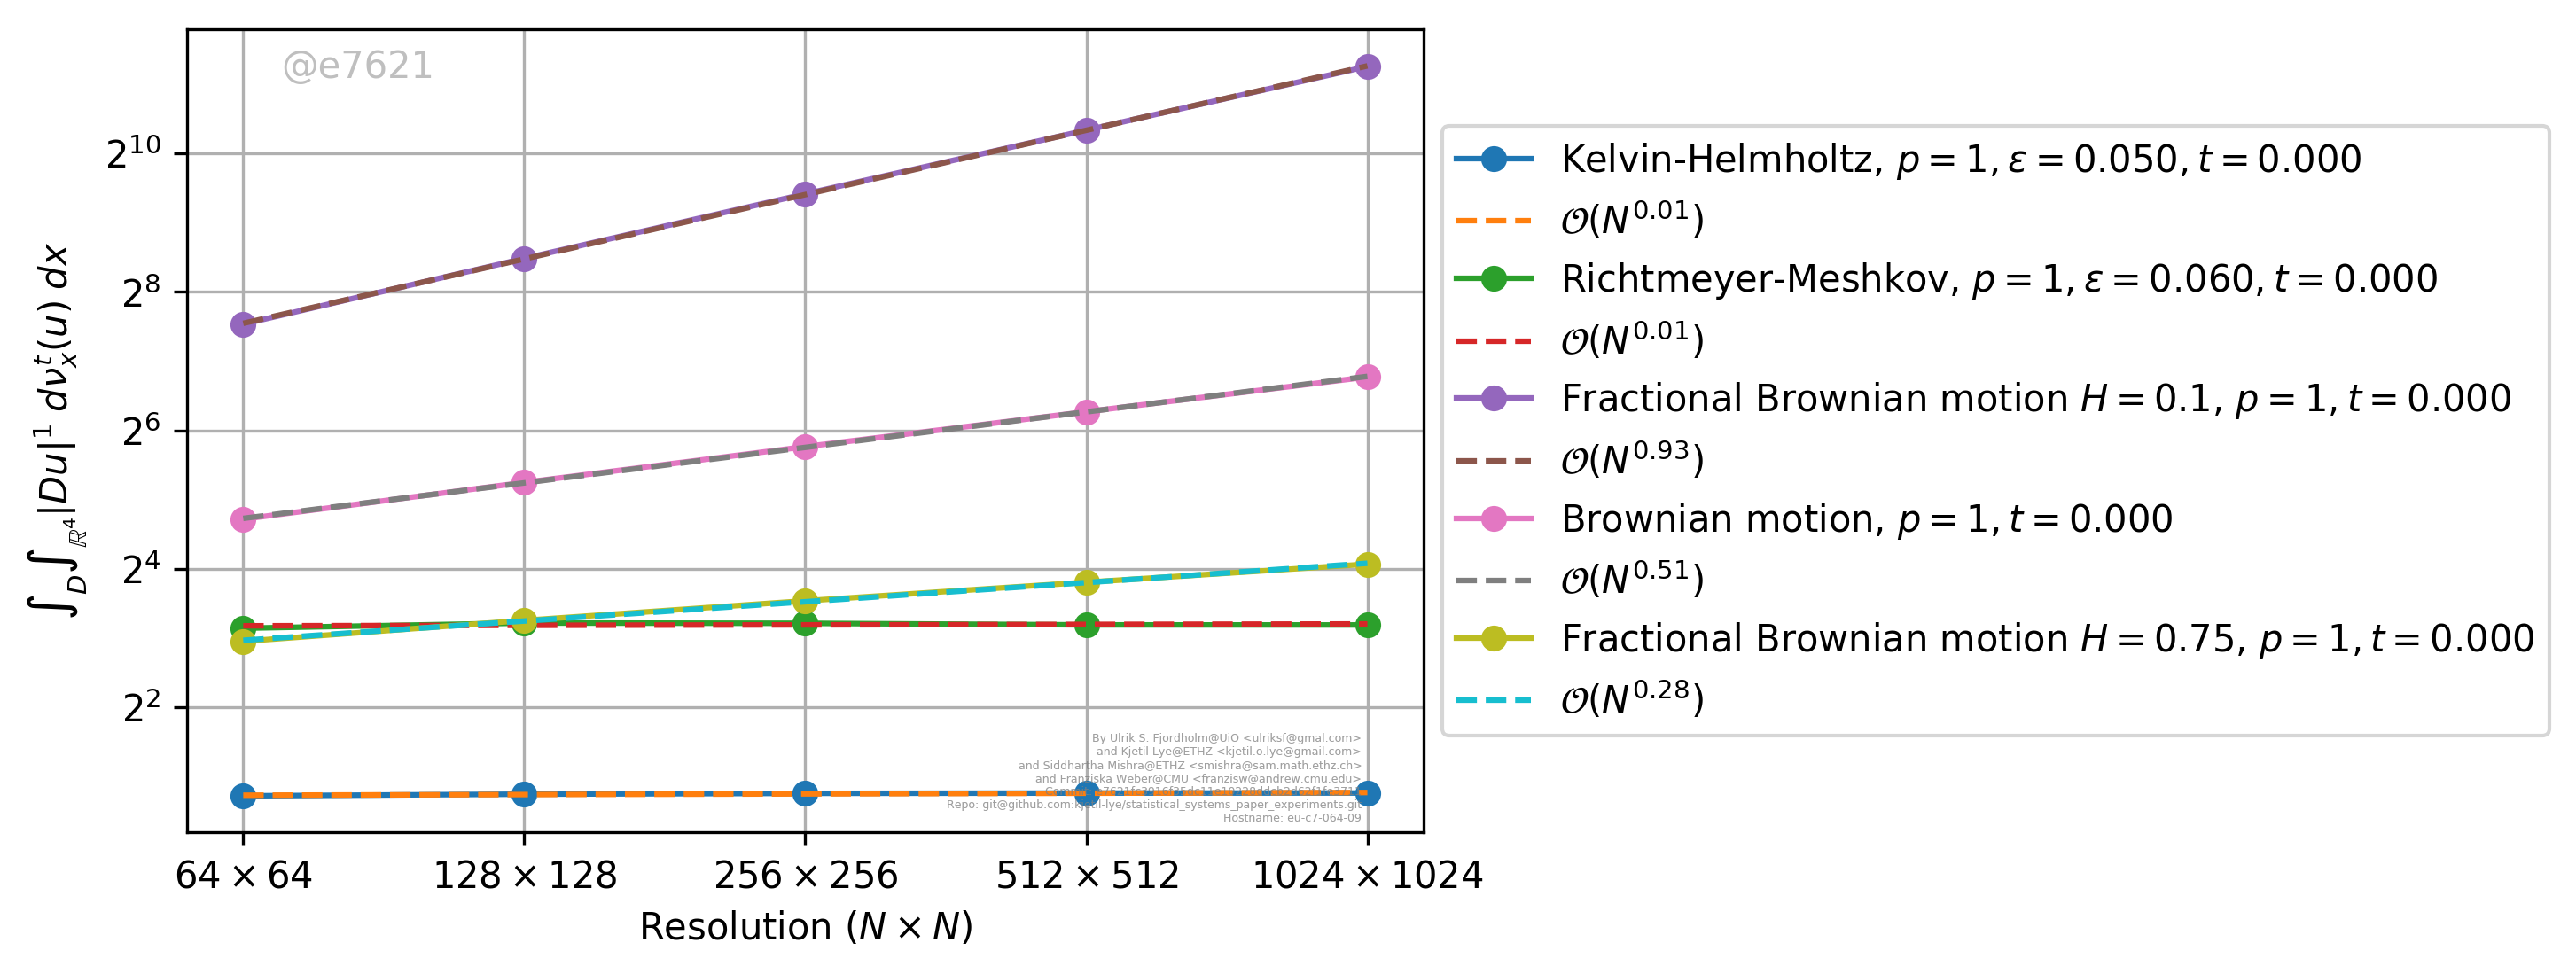 @e7621
2^{10}
2^8
2^6
2^4
2^2
∫_D ∫_{ℝ^4} |Du|^1 dν_x^t(u) dx
64 × 64
128 × 128
256 × 256
512 × 512
1024 × 1024
Resolution (N × N)
By Ulrik S. Fjordholm@UiO <ulriksf@gmal.com>
and Kjetil Lye@ETHZ <kjetil.o.lye@gmail.com>
and Siddhartha Mishra@ETHZ <smishra@sam.math.ethz.ch>
and Franziska Weber@CMU <franzisw@andrew.cmu.edu>
Repo: git@github.com:kjetil-lye/statistical_systems_paper_experiments.git
Hostname: eu-c7-064-09
Kelvin-Helmholtz, p = 1, ε = 0.050, t = 0.000
𝒪(N^{0.01})
Richtmeyer-Meshkov, p = 1, ε = 0.060, t = 0.000
𝒪(N^{0.01})
Fractional Brownian motion H = 0.1, p = 1, t = 0.000
𝒪(N^{0.93})
Brownian motion, p = 1, t = 0.000
𝒪(N^{0.51})
Fractional Brownian motion H = 0.75, p = 1, t = 0.000
𝒪(N^{0.28})